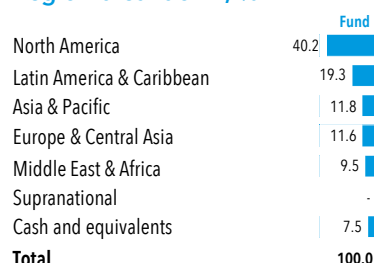 Fund
North America 40.2
Latin America & Caribbean 19.3
Asia & Pacific 11.8
Europe & Central Asia 11.6
Middle East & Africa 9.5
Supranational -
Cash and equivalents 7.5
Total 100.0